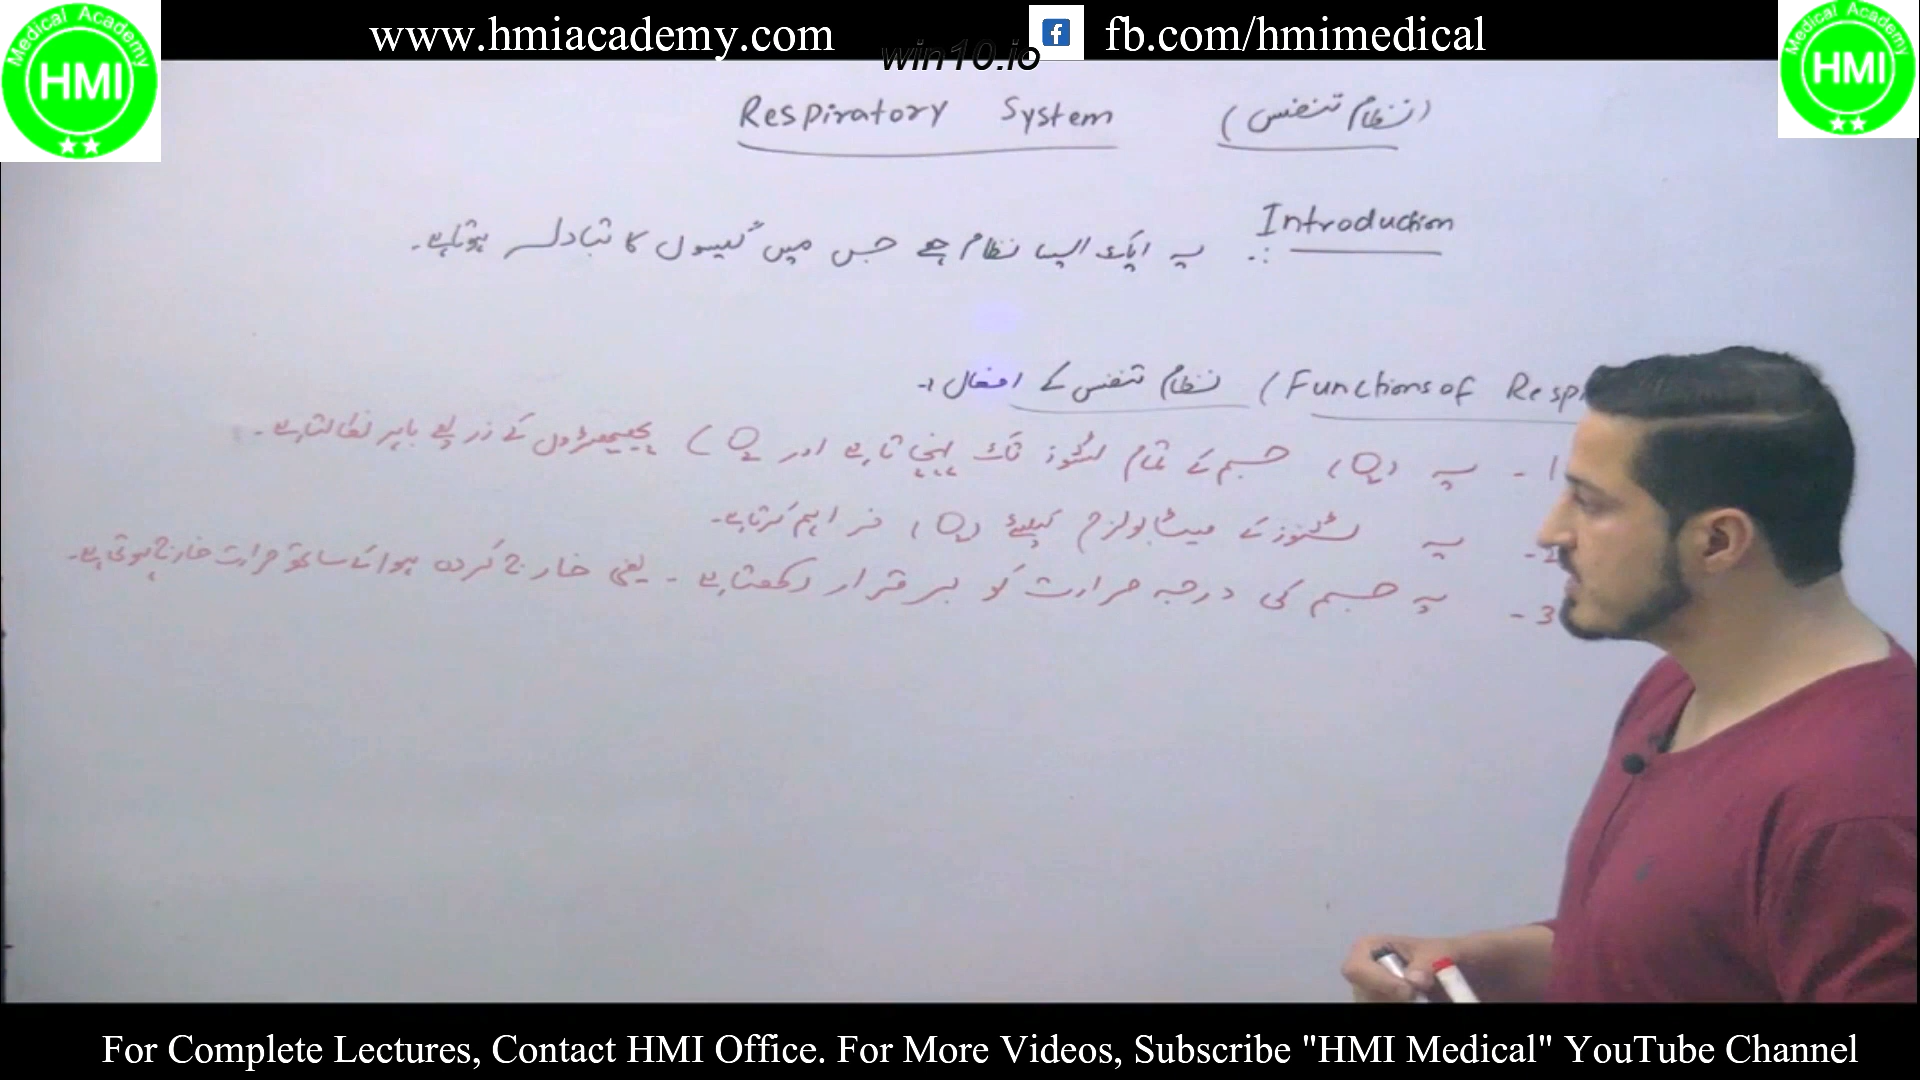 www.hmiacademy.com
fb.com/hmimedical
win10.io
Medical Academy
HMI
Medical Academy
HMI
Respiratory System (نظام تنفس)
Introduction
یہ ایک ایسا نظام ہے جس میں گیسوں کا تبادلہ ہوتا ہے۔
(Functions of Resp نظام تنفس کے افعال :-
1- یہ (O2) جسم کے تمام ٹشوز تک پہنچاتا ہے اور CO2 پھیپھڑوں کے ذریعے باہر نکالتا ہے۔
2- یہ ٹشوز کے میٹابولزم کیلئے (O2) فراہم کرتا ہے۔
3- یہ جسم کی درجہ حرارت کو برقرار رکھتا ہے۔ یعنی خارج کردہ ہوا کے ساتھ حرارت خارج ہوتی ہے۔
For Complete Lectures, Contact HMI Office. For More Videos, Subscribe "HMI Medical" YouTube Channel